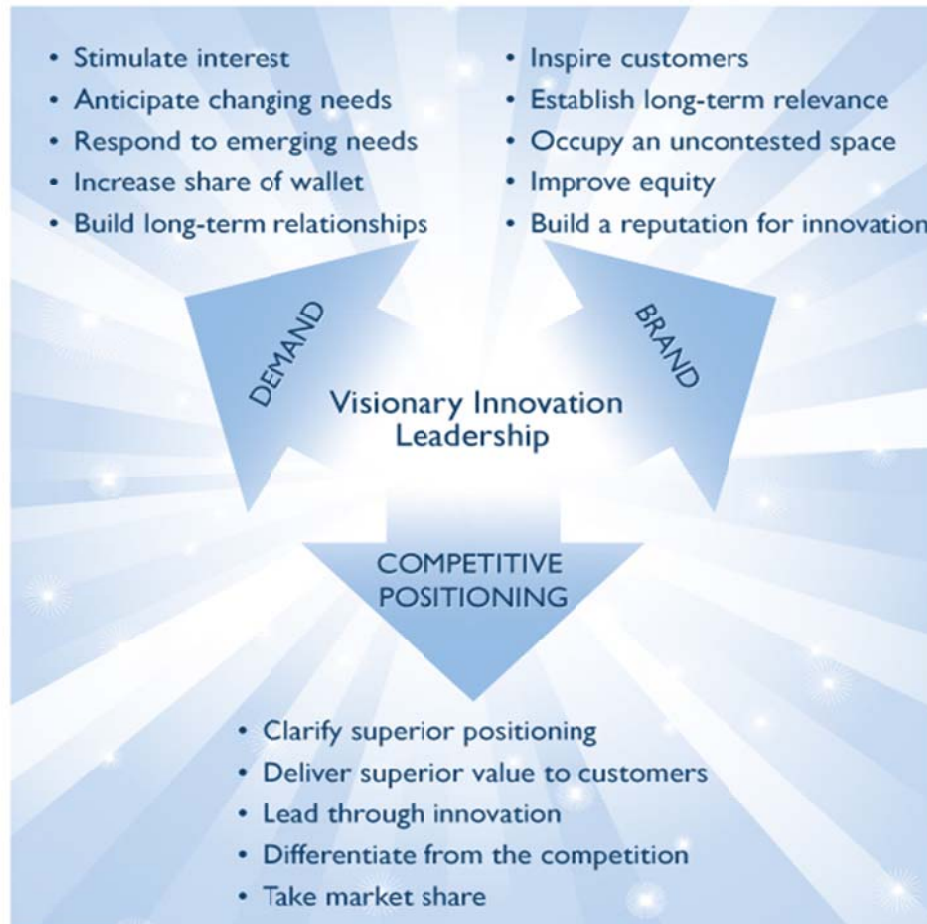 • Stimulate interest
• Anticipate changing needs
• Respond to emerging needs
• Increase share of wallet
• Build long-term relationships
• Inspire customers
• Establish long-term relevance
• Occupy an uncontested space
• Improve equity
• Build a reputation for innovation
DEMAND
BRAND
Visionary Innovation
Leadership
COMPETITIVE
POSITIONING
• Clarify superior positioning
• Deliver superior value to customers
• Lead through innovation
• Differentiate from the competition
• Take market share